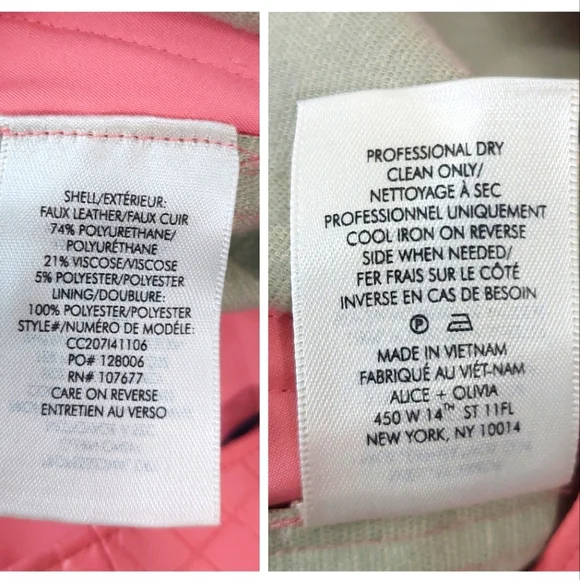 SHELL/EXTÉRIEUR:
FAUX LEATHER/FAUX CUIR
74% POLYURETHANE/
POLYURÉTHANE
21% VISCOSE/VISCOSE
5% POLYESTER/POLYESTER
LINING/DOUBLURE:
100% POLYESTER/POLYESTER
STYLE#/NUMÉRO DE MODÉLE:
CC207I41106
PO# 128006
RN# 107677
CARE ON REVERSE
ENTRETIEN AU VERSO
PROFESSIONAL DRY
CLEAN ONLY/
NETTOYAGE À SEC
PROFESSIONNEL UNIQUEMENT
COOL IRON ON REVERSE
SIDE WHEN NEEDED/
FER FRAIS SUR LE CÔTÉ
INVERSE EN CAS DE BESOIN
P
MADE IN VIETNAM
FABRIQUÉ AU VIÊT-NAM
ALICE + OLIVIA
450 W 14TH ST 11FL
NEW YORK, NY 10014